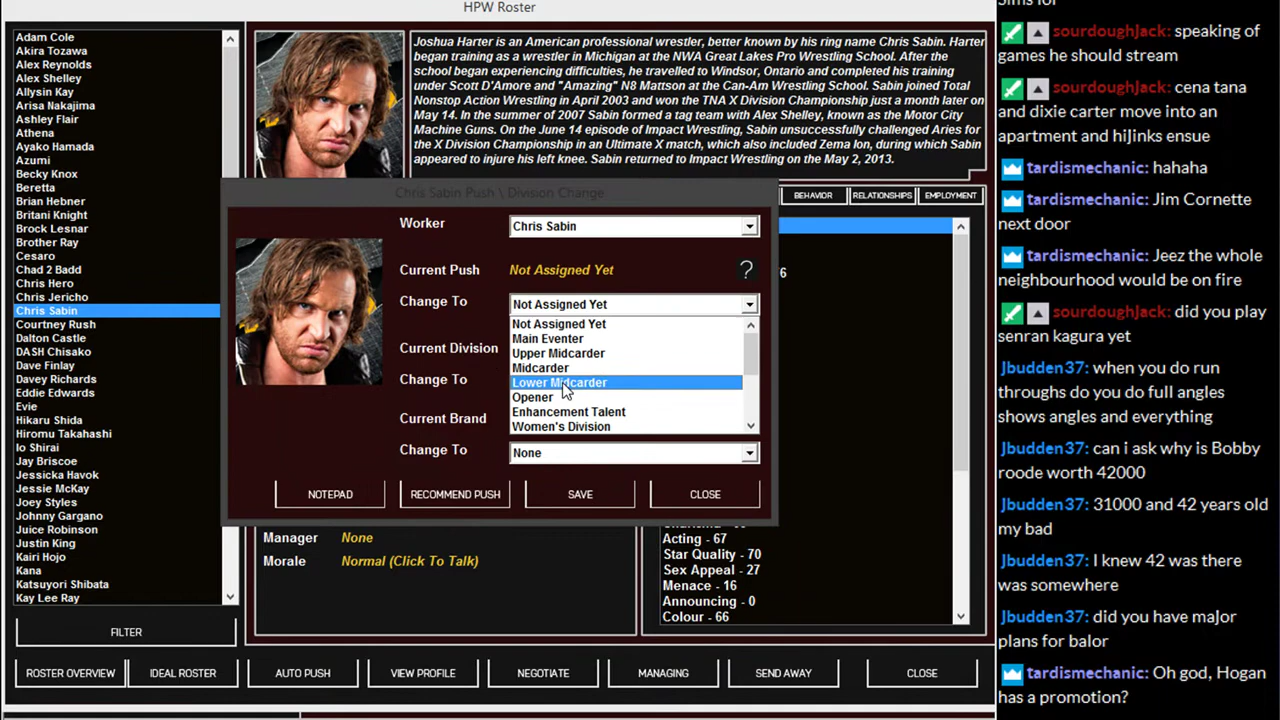 HPW Roster
Adam Cole
Akira Tozawa
Alex Reynolds
Alex Shelley
Allysin Kay
Arisa Nakajima
Ashley Flair
Athena
Ayako Hamada
Azumi
Becky Knox
Beretta
Brian Hebner
Britani Knight
Brock Lesnar
Brother Ray
Cesaro
Chad 2 Badd
Chris Hero
Chris Jericho
Chris Sabin
Courtney Rush
Dalton Castle
DASH Chisako
Dave Finlay
Davey Richards
Eddie Edwards
Evie
Hikaru Shida
Hiromu Takahashi
Io Shirai
Jay Briscoe
Jessicka Havok
Jessie McKay
Joey Styles
Johnny Gargano
Juice Robinson
Justin King
Kairi Hojo
Kana
Katsuyori Shibata
Kay Lee Ray
FILTER
Joshua Harter is an American professional wrestler, better known by his ring name Chris Sabin. Harter
began training as a wrestler in Michigan at the NWA Great Lakes Pro Wrestling School. After the
school began experiencing difficulties, he travelled to Windsor, Ontario and completed his training
under Scott D'Amore and "Amazing" N8 Mattson at the Can-Am Wrestling School. Sabin joined Total
Nonstop Action Wrestling in April 2003 and won the TNA X Division Championship just a month later on
May 14. In the summer of 2007 Sabin formed a tag team with Alex Shelley, known as the Motor City
Machine Guns. On the June 14 episode of Impact Wrestling, Sabin unsuccessfully challenged Aries for
the X Division Championship in an Ultimate X match, which also included Zema Ion, during which Sabin
appeared to injure his left knee. Sabin returned to Impact Wrestling on the May 2, 2013.
BEHAVIOR RELATIONSHIPS EMPLOYMENT
Chris Sabin Push \ Division Change
Worker Chris Sabin
Current Push Not Assigned Yet ?
Change To Not Assigned Yet
Not Assigned Yet
Main Eventer
Upper Midcarder
Midcarder
Lower Midcarder
Opener
Enhancement Talent
Women's Division
Current Division
Change To
Current Brand
Change To None
NOTEPAD RECOMMEND PUSH SAVE CLOSE
Manager None
Morale Normal (Click To Talk)
Acting - 67
Star Quality - 70
Sex Appeal - 27
Menace - 16
Announcing - 0
Colour - 66
ROSTER OVERVIEW IDEAL ROSTER AUTO PUSH VIEW PROFILE NEGOTIATE MANAGING SEND AWAY CLOSE
sourdoughjack: speaking of
games he should stream
sourdoughjack: cena tana
and dixie carter move into an
apartment and hiJinks ensue
tardismechanic: hahaha
tardismechanic: Jim Cornette
next door
tardismechanic: Jeez the whole
neighbourhood would be on fire
sourdoughjack: did you play
senran kagura yet
Jbudden37: when you do run
throughs do you do full angles
shows angles and everything
Jbudden37: can i ask why is Bobby
roode worth 42000
Jbudden37: 31000 and 42 years old
my bad
Jbudden37: I knew 42 was there
was somewhere
Jbudden37: did you have major
plans for balor
tardismechanic: Oh god, Hogan
has a promotion?